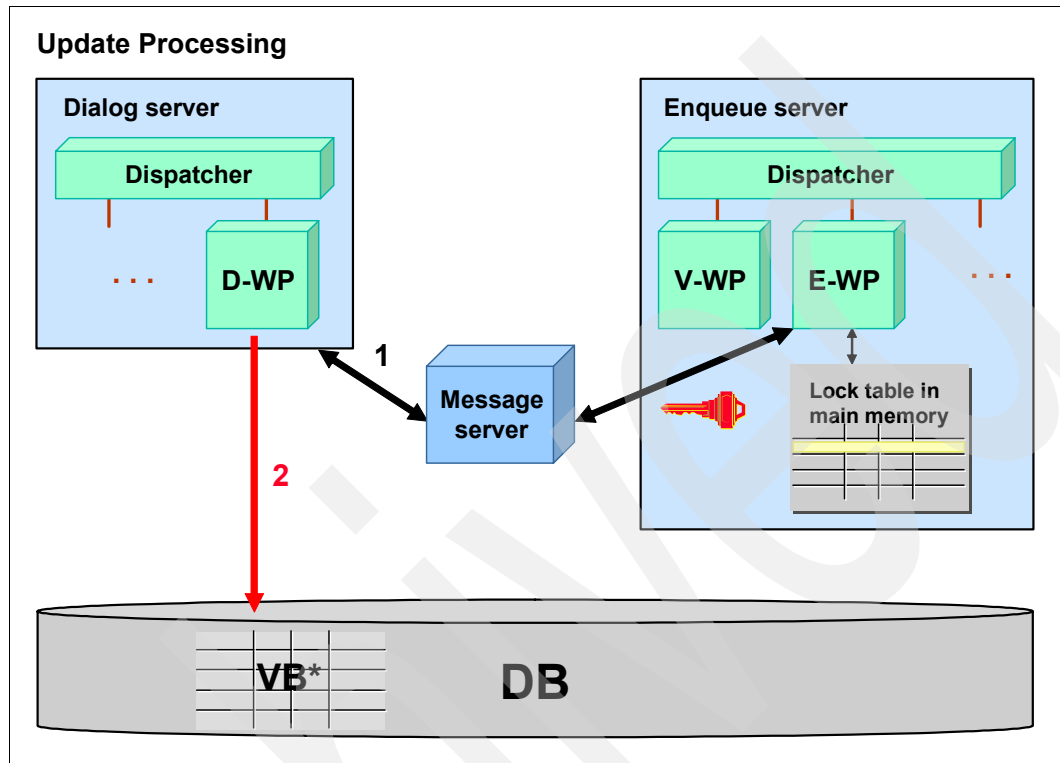 Update Processing
Dialog server
Dispatcher
. . .
D-WP
Enqueue server
Dispatcher
V-WP
E-WP
. . .
1
Message
server
Lock table in
main memory
2
VB*
DB